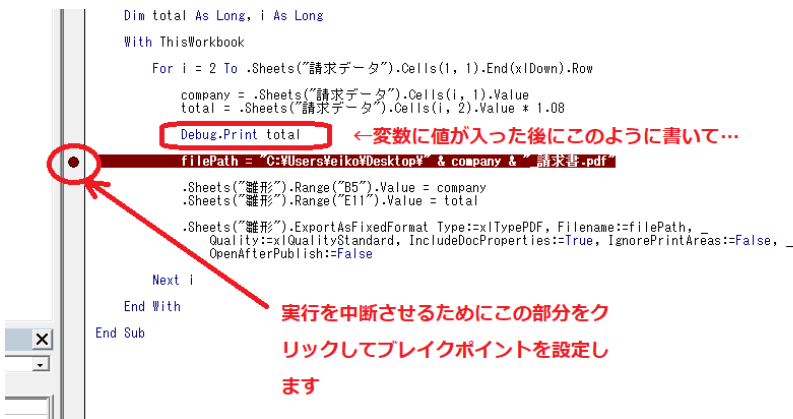 Dim total As Long, i As Long
With ThisWorkbook
For i = 2 To .Sheets("請求データ").Cells(1, 1).End(xlDown).Row
company = .Sheets("請求データ").Cells(i, 1).Value
total = .Sheets("請求データ").Cells(i, 2).Value * 1.08
Debug.Print total ←変数に値が入った後にこのように書いて…
filePath = "C:¥Users¥eiko¥Desktop¥" & company & "_請求書.pdf"
.Sheets("雛形").Range("B5").Value = company
.Sheets("雛形").Range("E11").Value = total
.Sheets("雛形").ExportAsFixedFormat Type:=xlTypePDF, Filename:=filePath, _
Quality:=xlQualityStandard, IncludeDocProperties:=True, IgnorePrintAreas:=False, _
OpenAfterPublish:=False
Next i
End With
End Sub
実行を中断させるためにこの部分をク
リックしてブレイクポイントを設定し
ます